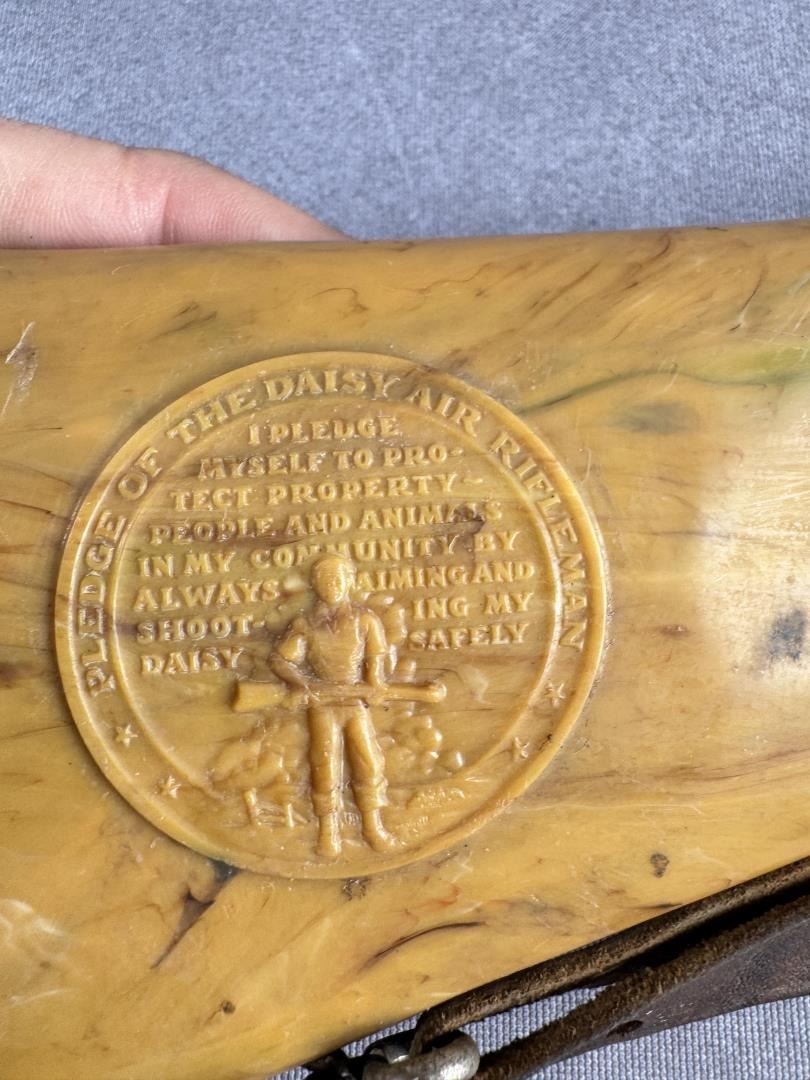 PLEDGE OF THE DAISY AIR RIFLEMAN
I PLEDGE
MYSELF TO PRO-
TECT PROPERTY~
PEOPLE AND ANIMALS
IN MY COMMUNITY BY
ALWAYS AIMING AND
SHOOT- ING MY
DAISY SAFELY